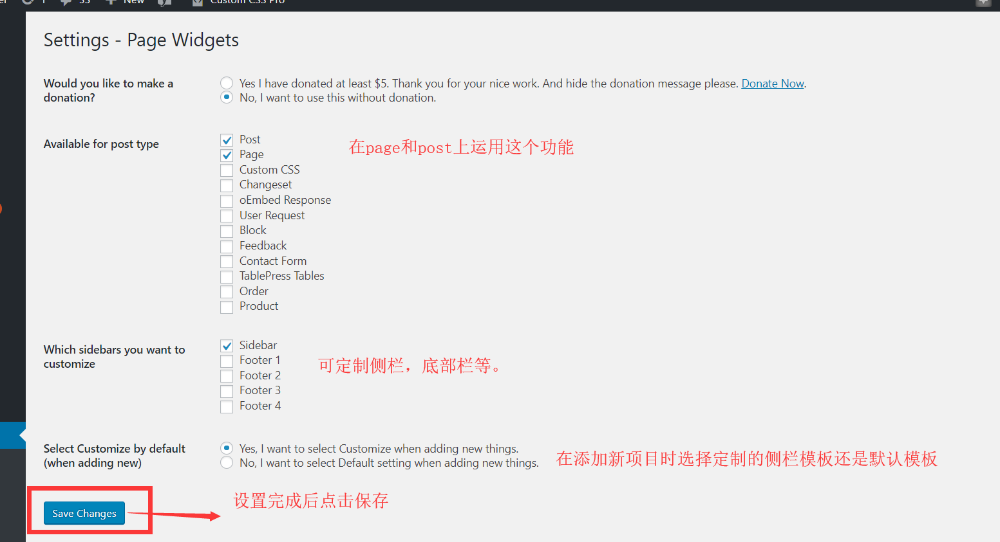 New
Custom CSS Pro
Settings - Page Widgets
Would you like to make a donation?
Yes I have donated at least $5. Thank you for your nice work. And hide the donation message please. Donate Now.
No, I want to use this without donation.
Available for post type
Post
Page
Custom CSS
Changeset
oEmbed Response
User Request
Block
Feedback
Contact Form
TablePress Tables
Order
Product
在page和post上运用这个功能
Which sidebars you want to customize
Sidebar
Footer 1
Footer 2
Footer 3
Footer 4
可定制侧栏，底部栏等。
Select Customize by default (when adding new)
Yes, I want to select Customize when adding new things.
No, I want to select Default setting when adding new things.
在添加新项目时选择定制的侧栏模板还是默认模板
Save Changes
设置完成后点击保存